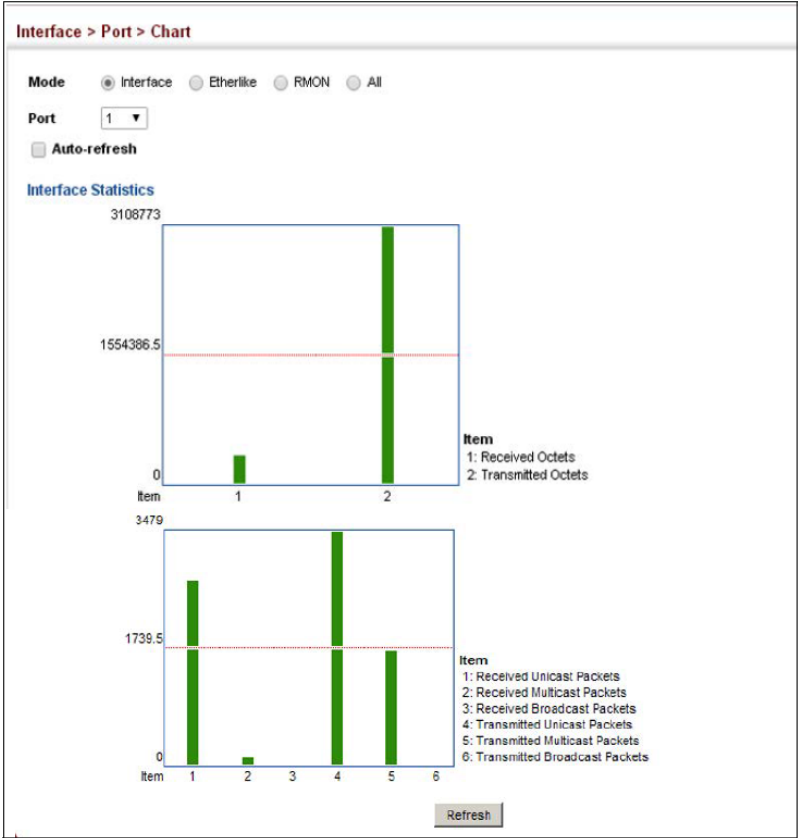 Interface > Port > Chart
Mode Interface Etherlike RMON All
Port 1
Auto-refresh
Interface Statistics
3108773
1554386.5
0
Item 1 2
Item
1: Received Octets
2: Transmitted Octets
3479
1739.5
0
Item 1 2 3 4 5 6
Item
1: Received Unicast Packets
2: Received Multicast Packets
3: Received Broadcast Packets
4: Transmitted Unicast Packets
5: Transmitted Multicast Packets
6: Transmitted Broadcast Packets
Refresh